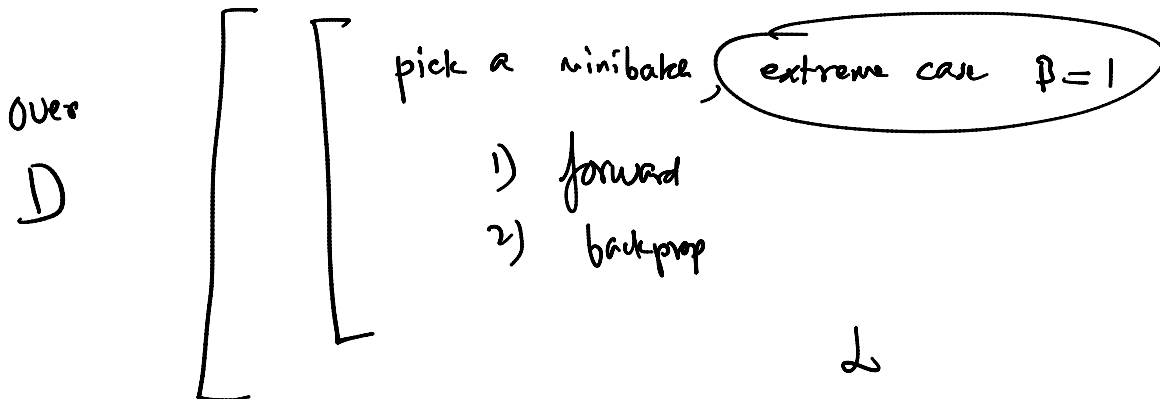 pick a minibatch, extreme case B=1
over
D
1) forward
2) backprop
L